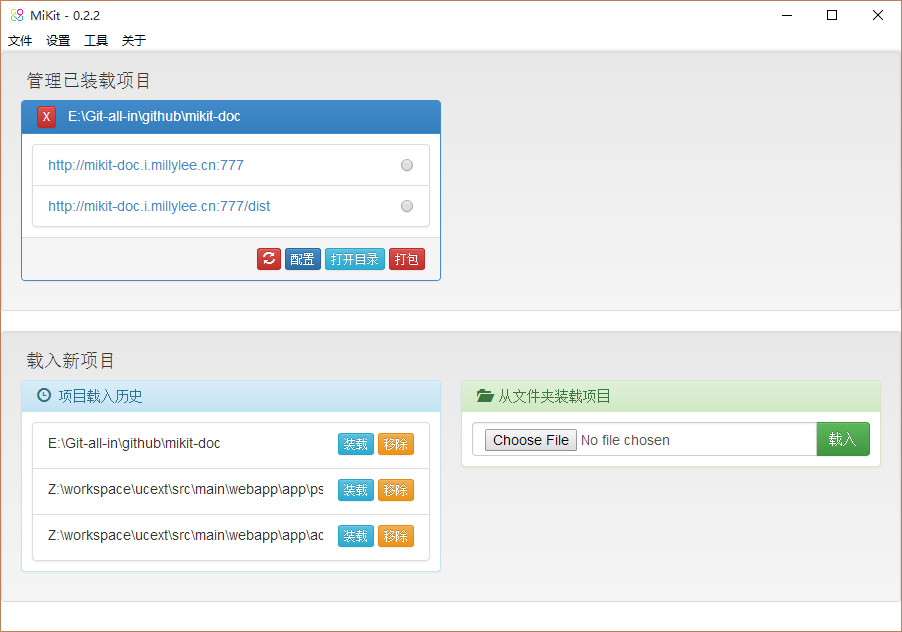 MiKit - 0.2.2
文件 设置 工具 关于
管理已装载项目
X E:\Git-all-in\github\mikit-doc
http://mikit-doc.i.millylee.cn:777
http://mikit-doc.i.millylee.cn:777/dist
配置 打开目录 打包
载入新项目
项目载入历史
E:\Git-all-in\github\mikit-doc 装载 移除
Z:\workspace\ucext\src\main\webapp\app\ps 装载 移除
Z:\workspace\ucext\src\main\webapp\app\ac 装载 移除
从文件夹装载项目
Choose File No file chosen 载入